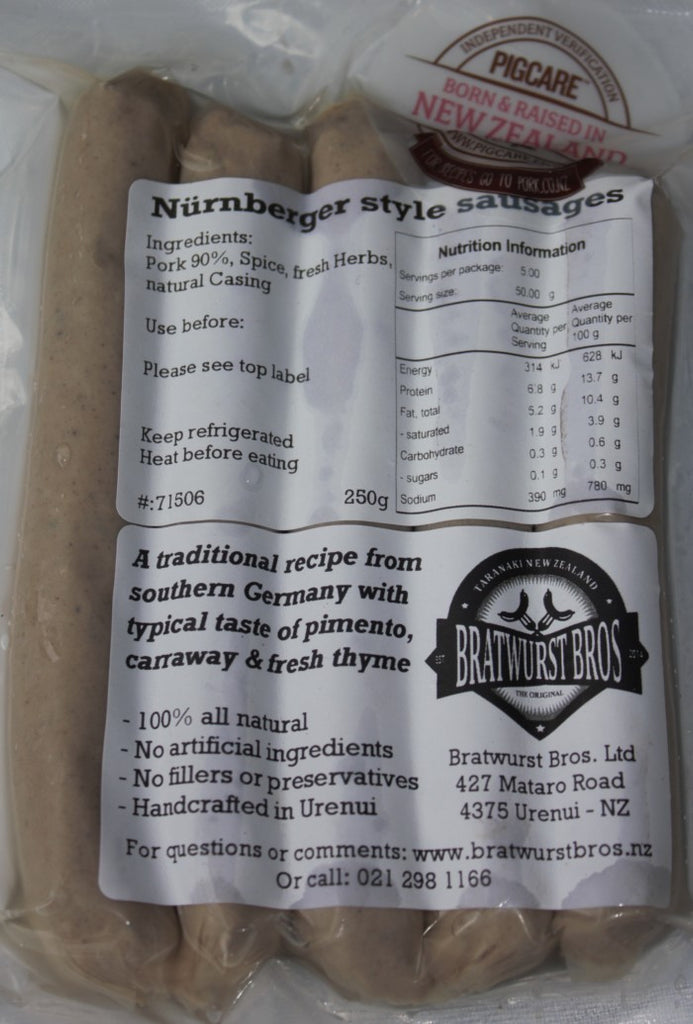 INDEPENDENT VERIFICATION
PIGCARE
BORN & RAISED IN
NEW ZEALAND
FOR RECIPES GO TO PORK.CO.NZ
Nürnberger style sausages
Ingredients:
Pork 90%, Spice, fresh Herbs,
natural Casing
Use before:
Please see top label
Keep refrigerated
Heat before eating
#:71506 250g
Nutrition Information
Servings per package: 5.00
Serving size: 50.00 g
Average Quantity per Serving
Average Quantity per 100 g
Energy 314 kJ 628 kJ
Protein 6.8 g 13.7 g
Fat, total 5.2 g 10.4 g
- saturated 1.9 g 3.9 g
Carbohydrate 0.3 g 0.6 g
- sugars 0.1 g 0.3 g
Sodium 390 mg 780 mg
A traditional recipe from
southern Germany with
typical taste of pimento,
carraway & fresh thyme
- 100% all natural
- No artificial ingredients
- No fillers or preservatives
- Handcrafted in Urenui
TARANAKI NEW ZEALAND
BRATWURST BROS
THE ORIGINAL
Bratwurst Bros. Ltd
427 Mataro Road
4375 Urenui - NZ
For questions or comments: www.bratwurstbros.nz
Or call: 021 298 1166